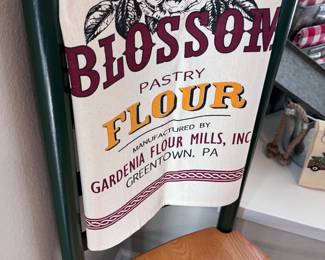 BLOSSOM
PASTRY
FLOUR
MANUFACTURED BY
GARDENIA FLOUR MILLS, INC
GREENTOWN, PA